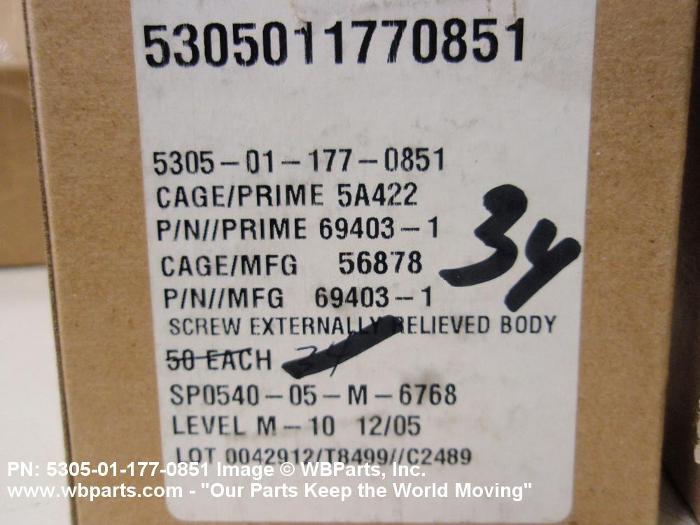 5305011770851
5305-01-177-0851
CAGE/PRIME 5A422
P/N//PRIME 69403-1
CAGE/MFG 56878
P/N//MFG 69403-1
34
SCREW EXTERNALLY RELIEVED BODY
50 EACH 34
SP0540-05-M-6768
LEVEL M-10 12/05
LOT 0042912/T8499//C2489
PN: 5305-01-177-0851 Image © WBParts, Inc.
www.wbparts.com - "Our Parts Keep the World Moving"